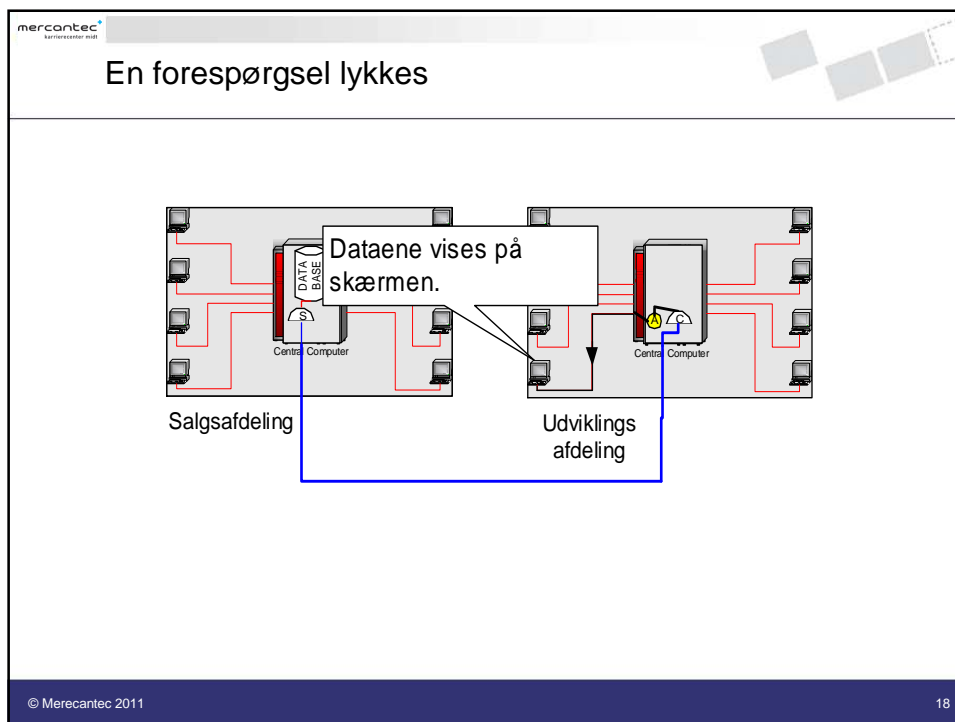 mercantec
karrierecenter midt
En forespørgsel lykkes
Dataene vises på
skærmen.
DATA
BASE
S
A
C
Central Computer
Central Computer
Salgsafdeling
Udviklings
afdeling
© Merecantec 2011
18